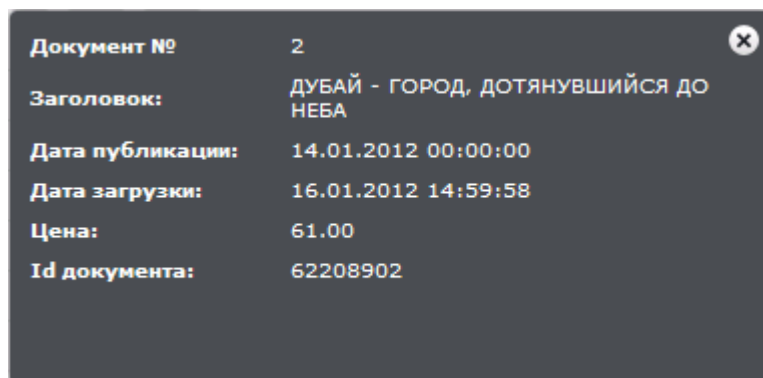 Документ № 2
Заголовок: ДУБАЙ - ГОРОД, ДОТЯНУВШИЙСЯ ДО
НЕБА
Дата публикации: 14.01.2012 00:00:00
Дата загрузки: 16.01.2012 14:59:58
Цена: 61.00
Id документа: 62208902